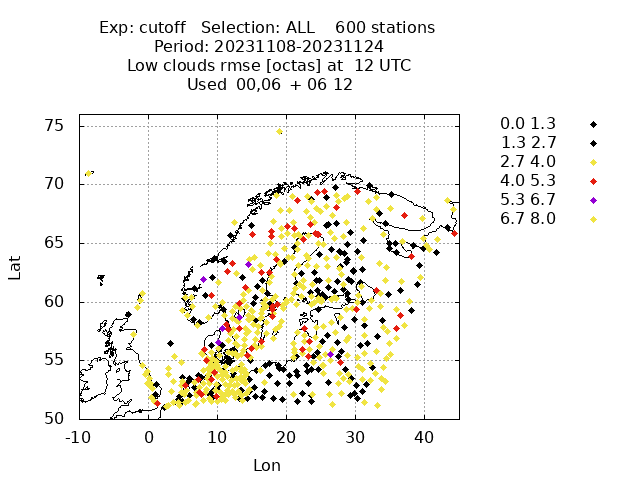 Exp: cutoff   Selection: ALL    600 stations
Period: 20231108-20231124
Low clouds rmse [octas] at  12 UTC
Used  00,06  + 06 12
75
70
65
60
55
50
Lat
-10 0 10 20 30 40
Lon
0.0 1.3
1.3 2.7
2.7 4.0
4.0 5.3
5.3 6.7
6.7 8.0